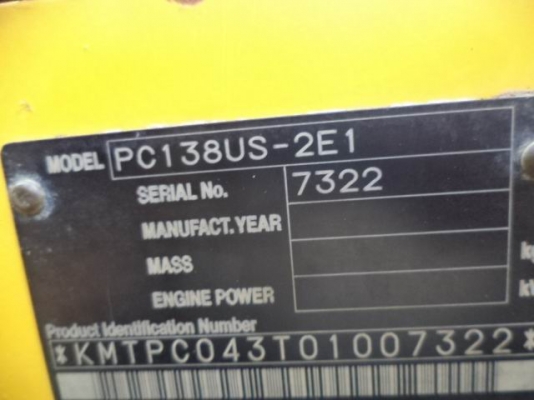 MODEL PC138US-2E1
SERIAL No. 7322
MANUFACT.YEAR
MASS
ENGINE POWER
Product Identification Number
*KMTPC043T01007322*